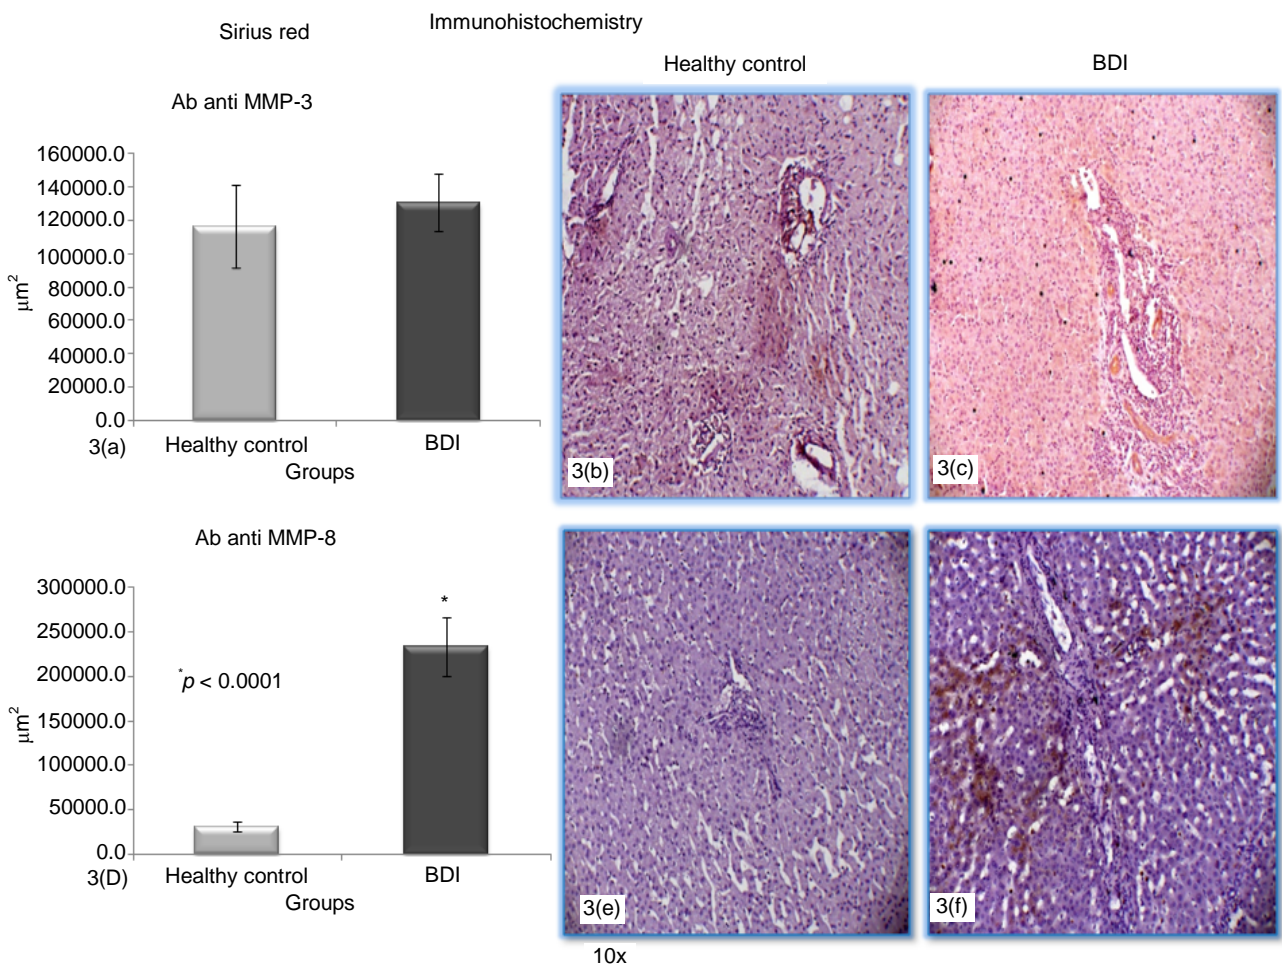 Sirius red
Immunohistochemistry
Healthy control
BDI
Ab anti MMP-3
160000.0
140000.0
120000.0
100000.0
80000.0
60000.0
40000.0
20000.0
0.0
μm²
3(a)
Healthy control
BDI
Groups
3(b)
3(c)
Ab anti MMP-8
300000.0
250000.0
200000.0
150000.0
100000.0
50000.0
0.0
μm²
*
*p < 0.0001
3(D)
Healthy control
BDI
Groups
3(e)
3(f)
10x